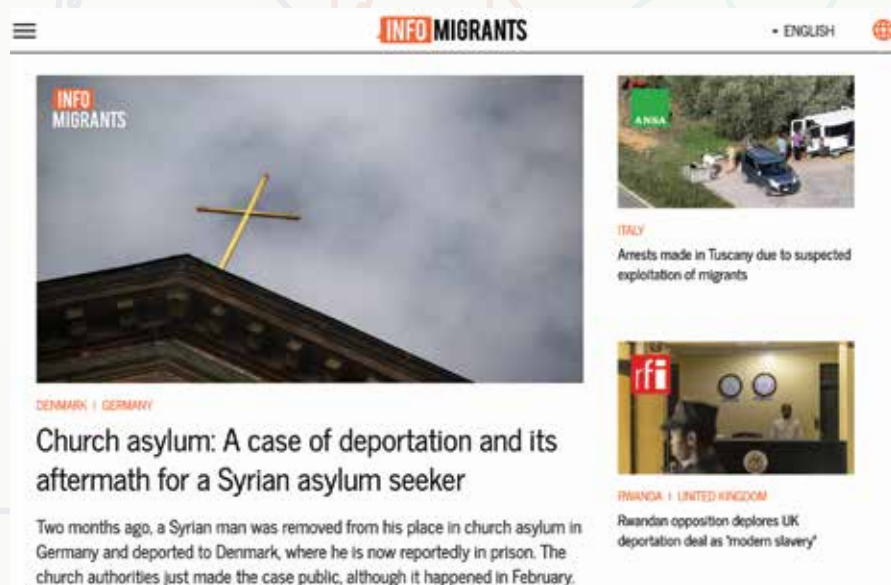 INFO MIGRANTS
ENGLISH
INFO
MIGRANTS
DENMARK | GERMANY
Church asylum: A case of deportation and its
aftermath for a Syrian asylum seeker
Two months ago, a Syrian man was removed from his place in church asylum in
Germany and deported to Denmark, where he is now reportedly in prison. The
church authorities just made the case public, although it happened in February.
ANSA
ITALY
Arrests made in Tuscany due to suspected
exploitation of migrants
rfi
RWANDA | UNITED KINGDOM
Rwandan opposition deplores UK
deportation deal as "modern slavery"